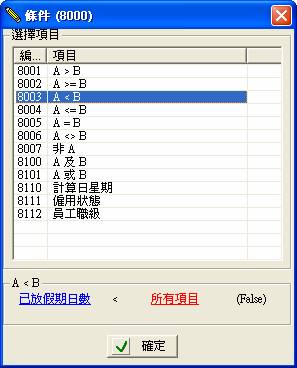 條件 (8000)
選擇項目
編... 項目
8001 A > B
8002 A >= B
8003 A < B
8004 A <= B
8005 A = B
8006 A <> B
8007 非 A
8100 A 及 B
8101 A 或 B
8110 計算日星期
8111 僱用狀態
8112 員工職級
A < B
已放假期日數 < 所有項目 (False)
確定